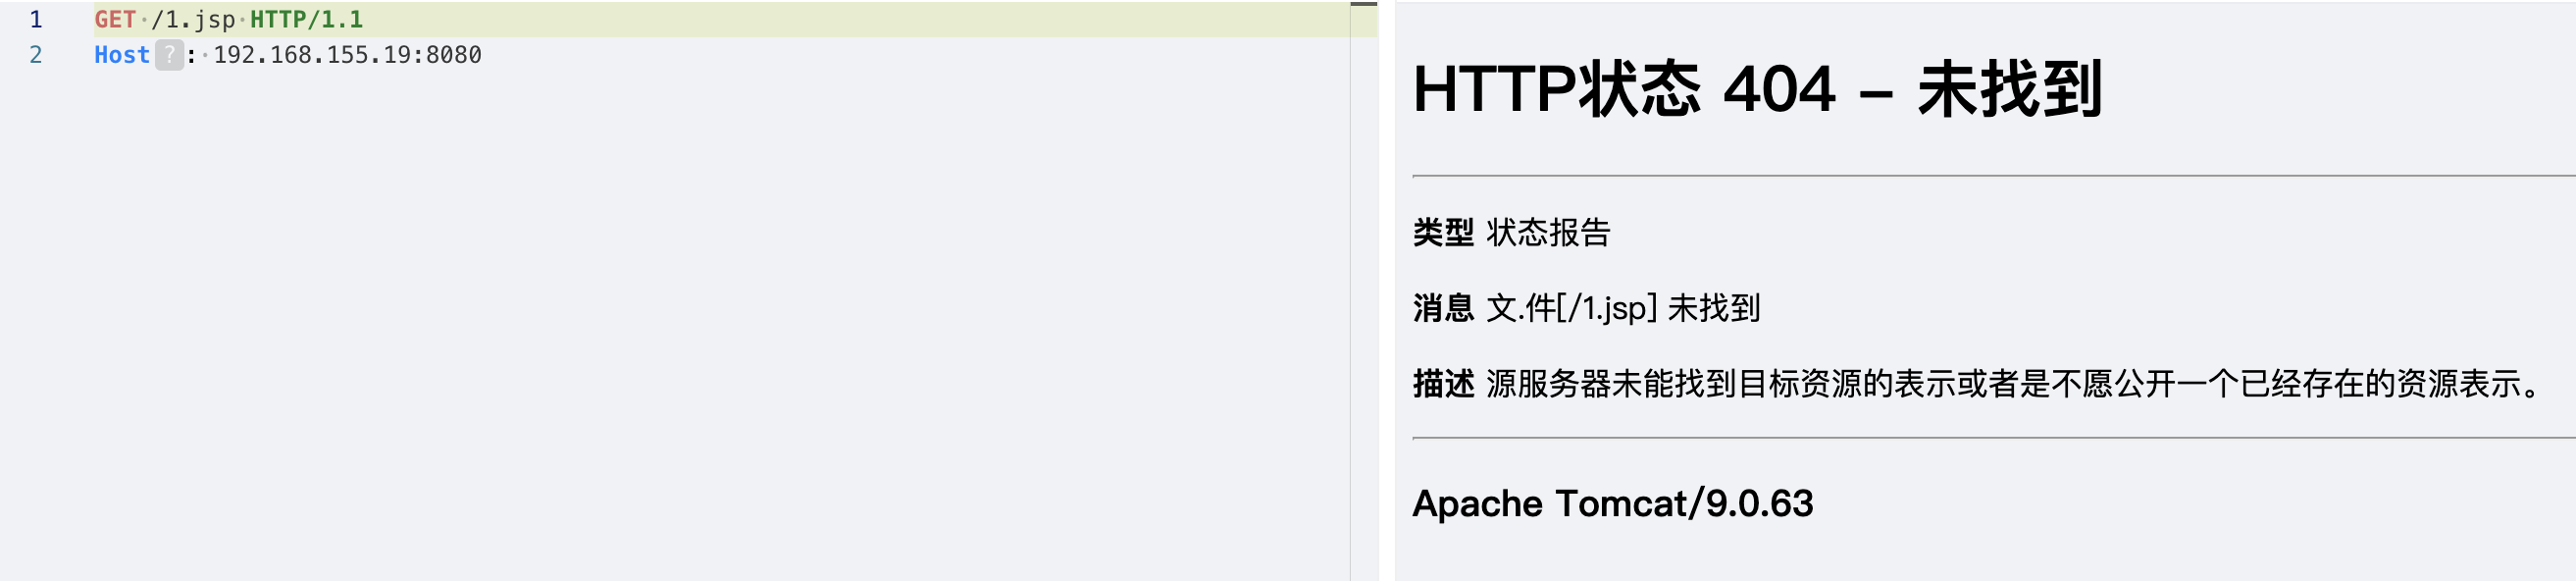 1 GET /1.jsp HTTP/1.1
2 Host ? : 192.168.155.19:8080
HTTP状态 404 – 未找到
类型 状态报告
消息 文.件[/1.jsp] 未找到
描述 源服务器未能找到目标资源的表示或者是不愿公开一个已经存在的资源表示。
Apache Tomcat/9.0.63